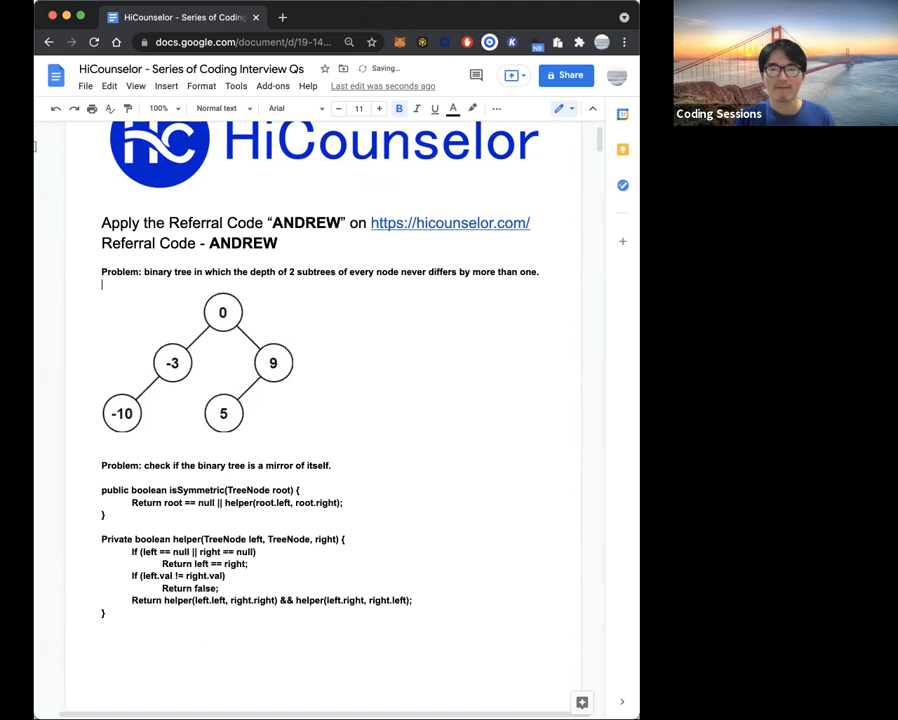 HiCounselor - Series of Coding
docs.google.com/document/d/19-14...
N8
HiCounselor - Series of Coding Interview Qs
Saving...
Share
File Edit View Insert Format Tools Add-ons Help Last edit was seconds ago
100% Normal text Arial 11 B I U A
HC HiCounselor
Apply the Referral Code “ANDREW” on https://hicounselor.com/
Referral Code - ANDREW
Problem: binary tree in which the depth of 2 subtrees of every node never differs by more than one.
0
-3 9
-10 5
Problem: check if the binary tree is a mirror of itself.
public boolean isSymmetric(TreeNode root) {
Return root == null || helper(root.left, root.right);
}
Private boolean helper(TreeNode left, TreeNode, right) {
If (left == null || right == null)
Return left == right;
If (left.val != right.val)
Return false;
Return helper(left.left, right.right) && helper(left.right, right.left);
}
Coding Sessions